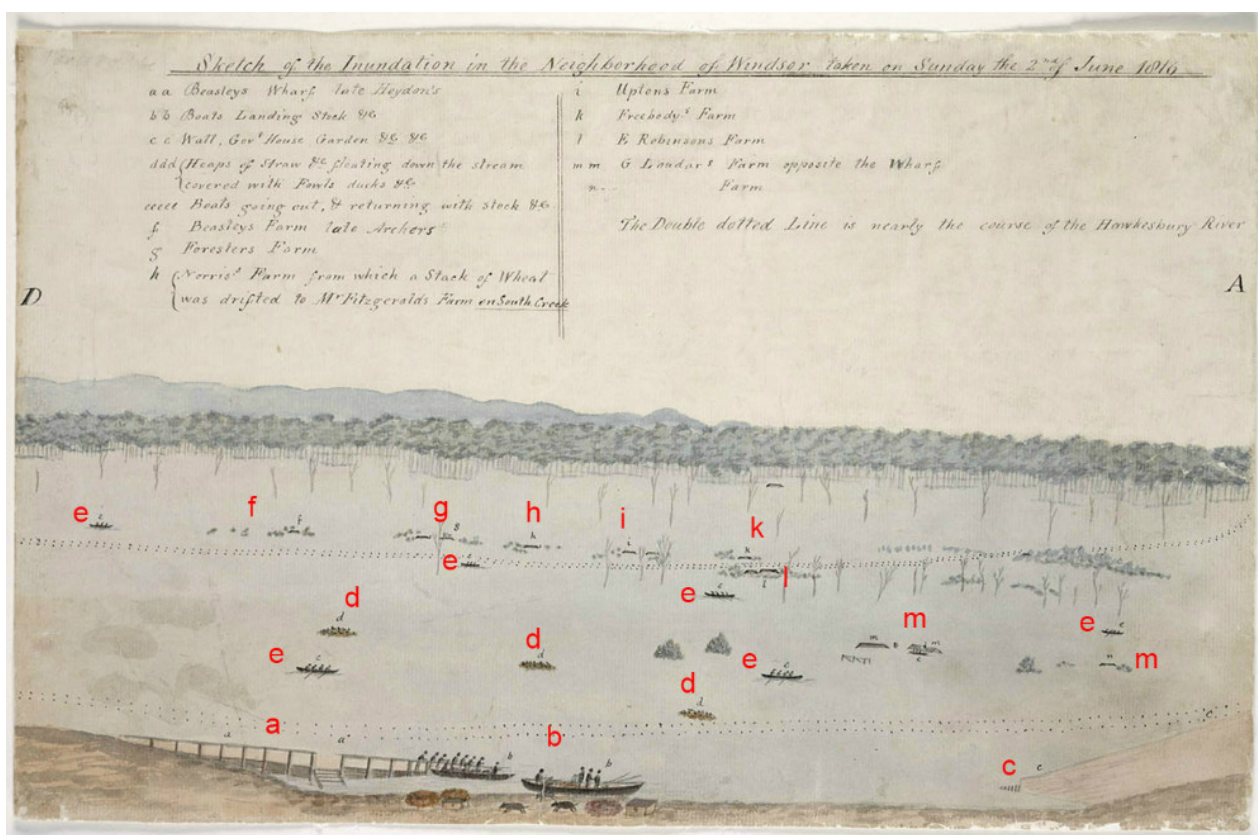 Sketch of the Inundation in the Neighborhood of Windsor taken on Sunday the 2nd of June 1816
a a Beasleys Wharf late Heydon's
b b Boats Landing Stock &c
c c Wall, Govt House Garden &c &c
ddd Heaps of Straw &c floating down the stream
covered with Fowls ducks &c
eeeee Boats going out, & returning with stock &c
f Beasleys Farm late Archers
g Foresters Farm
h Norris's Farm from which a Stack of Wheat
was drifted to Mr Fitzgeralds Farm on South Creek
i Uptons Farm
k Freebodys Farm
l E Robinsons Farm
m m G Loudars Farm opposite the Wharf
n Farm
The Double dotted Line is nearly the course of the Hawkesbury River
D
A
e
f
g
h
i
k
e
l
e
d
m
e
e
d
e
m
d
a
b
c